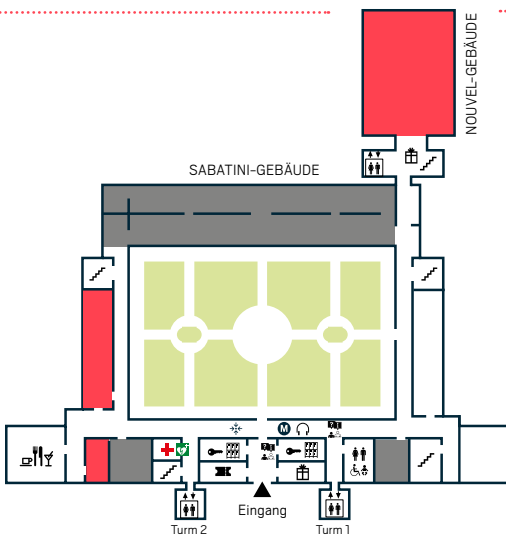 NOUVEL-GEBÄUDE
SABATINI-GEBÄUDE
M
Eingang
Turm 2
Turm 1